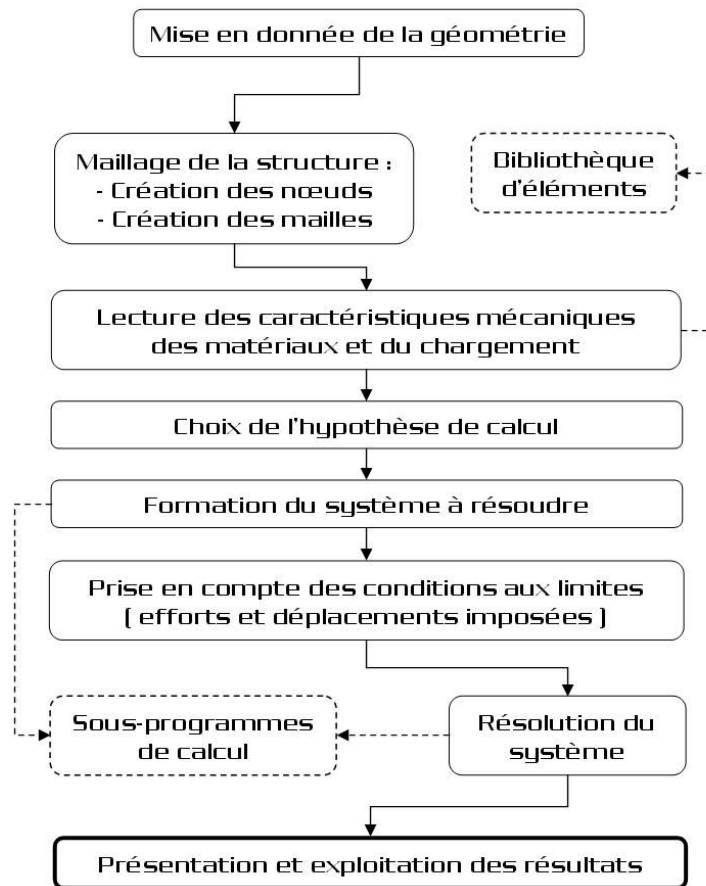 Mise en donnée de la géométrie
Maillage de la structure :
- Création des nœuds
- Création des mailles
Bibliothèque
d'éléments
Lecture des caractéristiques mécaniques
des matériaux et du chargement
Choix de l'hypothèse de calcul
Formation du système à résoudre
Prise en compte des conditions aux limites
( efforts et déplacements imposées )
Sous-programmes
de calcul
Résolution du
système
Présentation et exploitation des résultats